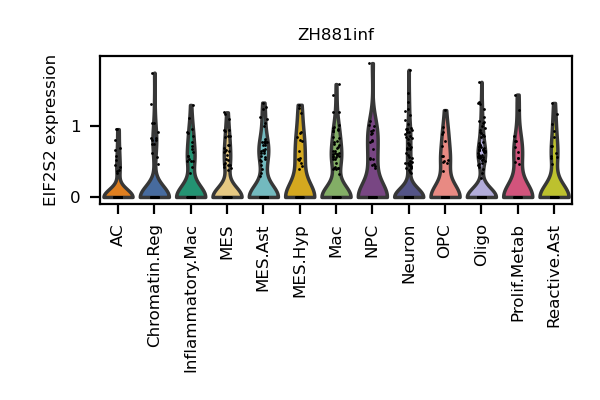 ZH881inf
EIF2S2 expression
1
0
AC
Chromatin.Reg
Inflammatory.Mac
MES
MES.Ast
MES.Hyp
Mac
NPC
Neuron
OPC
Oligo
Prolif.Metab
Reactive.Ast